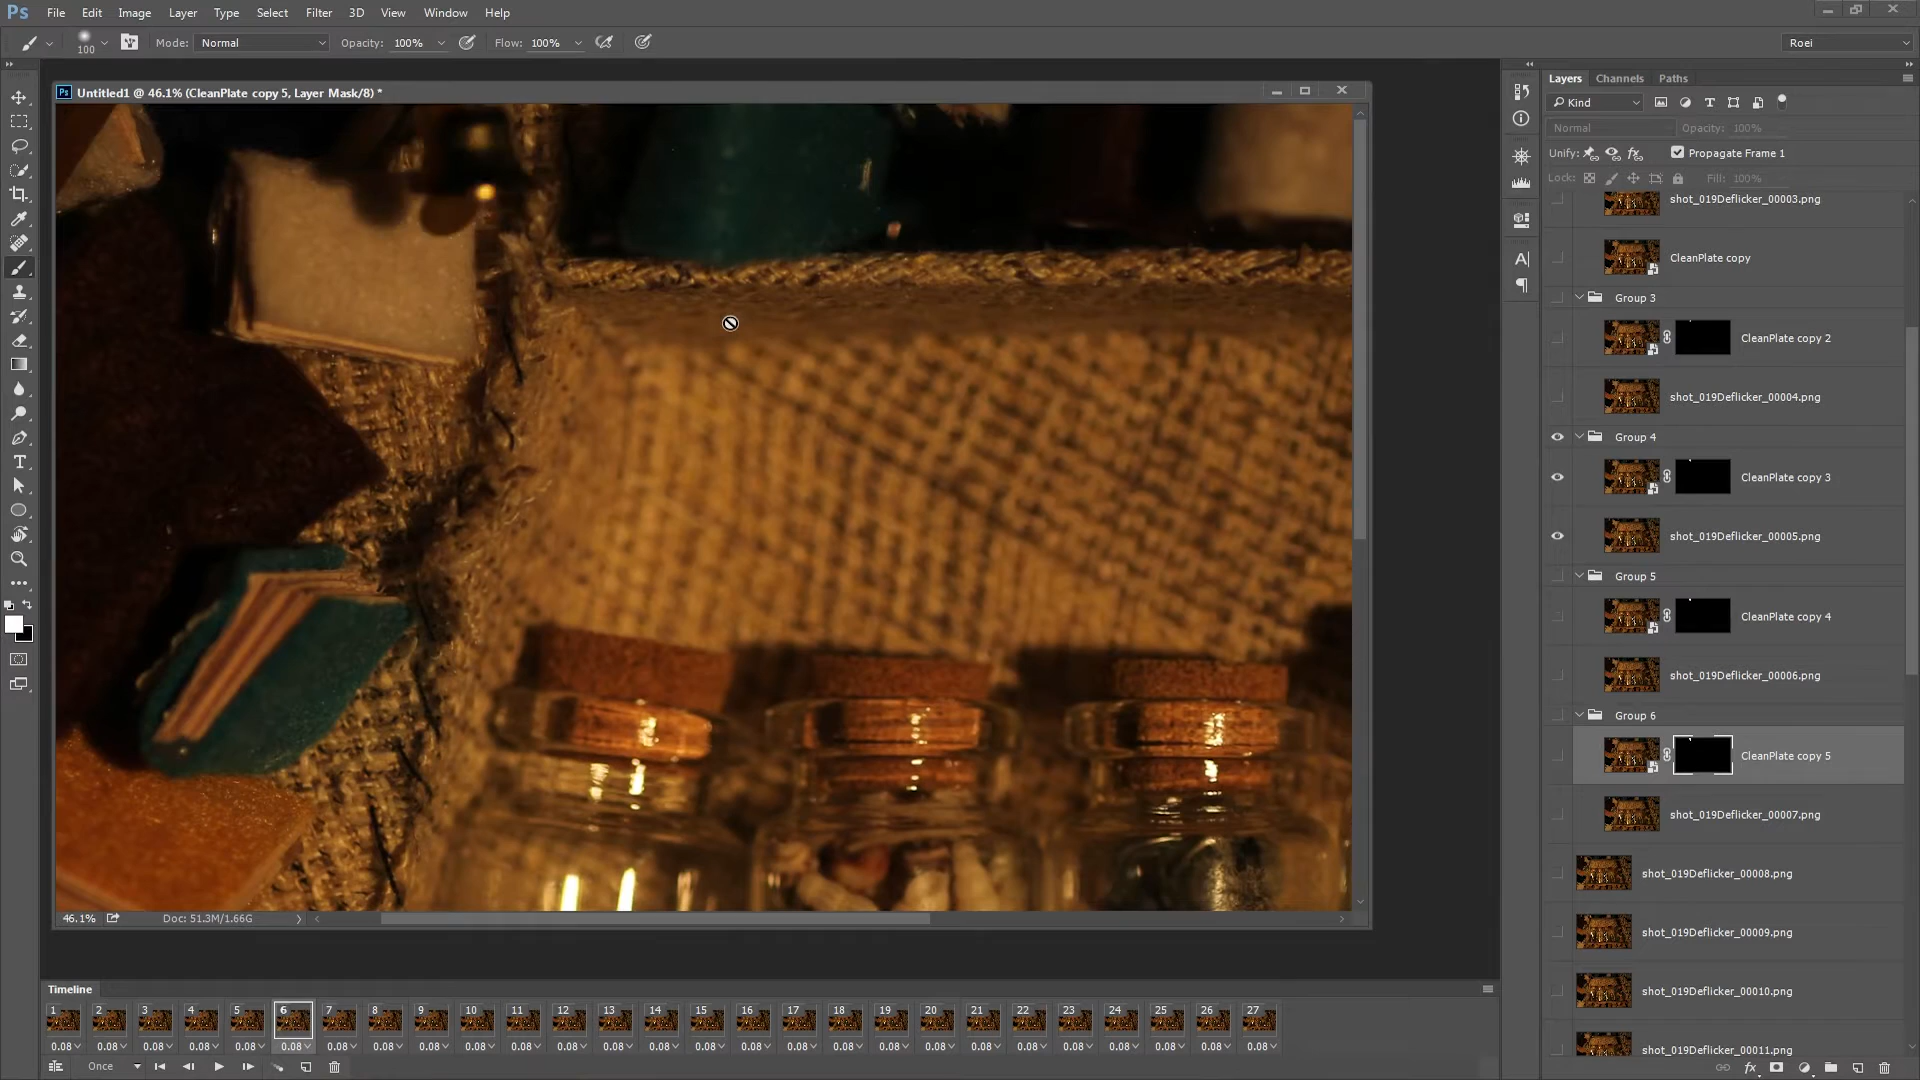 Ps File Edit Image Layer Type Select Filter 3D View Window Help
100 Mode: Normal Opacity: 100% Flow: 100% Roei
Ps Untitled1 @ 46.1% (CleanPlate copy 5, Layer Mask/8) *
Layers Channels Paths
Kind
Normal Opacity: 100%
Unify: Propagate Frame 1
Lock: Fill: 100%
shot_019Deflicker_00003.png
CleanPlate copy
Group 3
CleanPlate copy 2
shot_019Deflicker_00004.png
Group 4
CleanPlate copy 3
shot_019Deflicker_00005.png
Group 5
CleanPlate copy 4
shot_019Deflicker_00006.png
Group 6
CleanPlate copy 5
shot_019Deflicker_00007.png
shot_019Deflicker_00008.png
shot_019Deflicker_00009.png
shot_019Deflicker_00010.png
shot_019Deflicker_00011.png
46.1% Doc: 51.3M/1.66G
Timeline
1 2 3 4 5 6 7 8 9 10 11 12 13 14 15 16 17 18 19 20 21 22 23 24 25 26 27
0.08 0.08 0.08 0.08 0.08 0.08 0.08 0.08 0.08 0.08 0.08 0.08 0.08 0.08 0.08 0.08 0.08 0.08 0.08 0.08 0.08 0.08 0.08 0.08 0.08 0.08 0.08
Once